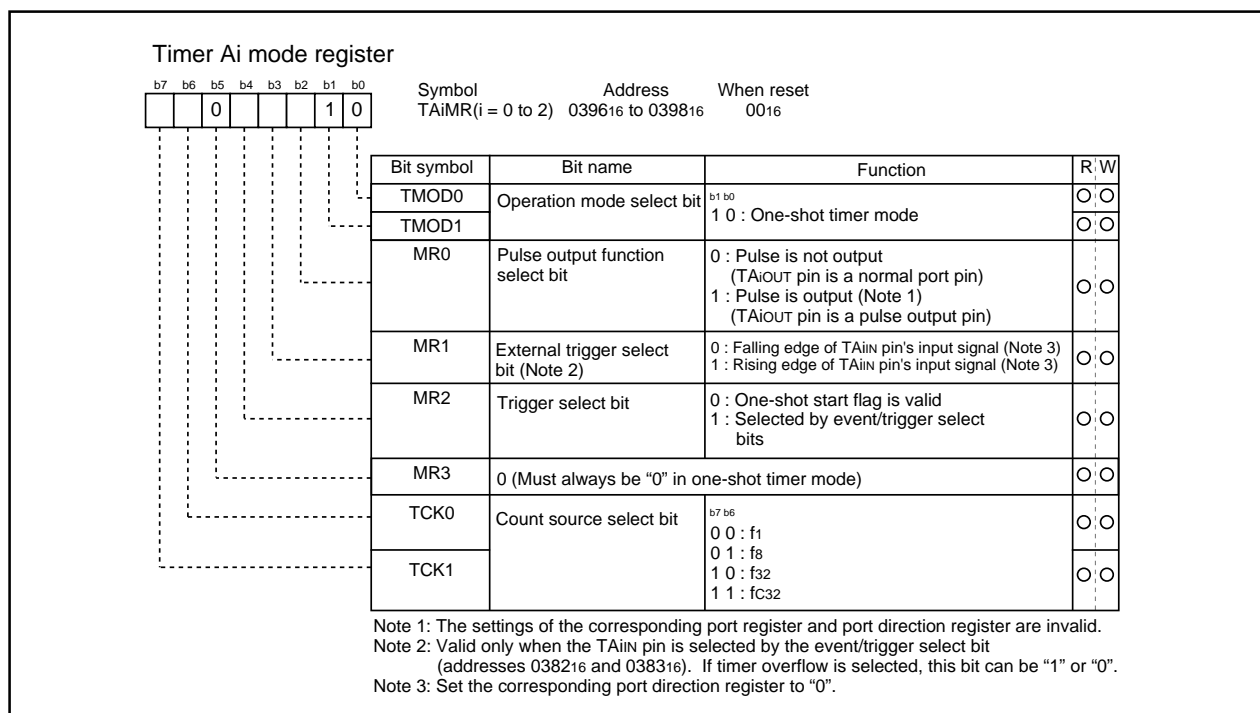 Timer Ai mode register
b7 b6 b5 b4 b3 b2 b1 b0
0 1 0
Symbol Address When reset
TAiMR(i = 0 to 2) 039616 to 039816 0016
Bit symbol Bit name Function R W
TMOD0 Operation mode select bit b1 b0
1 0 : One-shot timer mode
TMOD1
MR0 Pulse output function select bit
0 : Pulse is not output
(TAiOUT pin is a normal port pin)
1 : Pulse is output (Note 1)
(TAiOUT pin is a pulse output pin)
MR1 External trigger select bit (Note 2)
0 : Falling edge of TAiIN pin's input signal (Note 3)
1 : Rising edge of TAiIN pin's input signal (Note 3)
MR2 Trigger select bit
0 : One-shot start flag is valid
1 : Selected by event/trigger select
bits
MR3 0 (Must always be “0” in one-shot timer mode)
TCK0 Count source select bit b7 b6
0 0 : f1
0 1 : f8
TCK1
1 0 : f32
1 1 : fC32
Note 1: The settings of the corresponding port register and port direction register are invalid.
Note 2: Valid only when the TAiIN pin is selected by the event/trigger select bit
(addresses 038216 and 038316). If timer overflow is selected, this bit can be “1” or “0”.
Note 3: Set the corresponding port direction register to “0”.